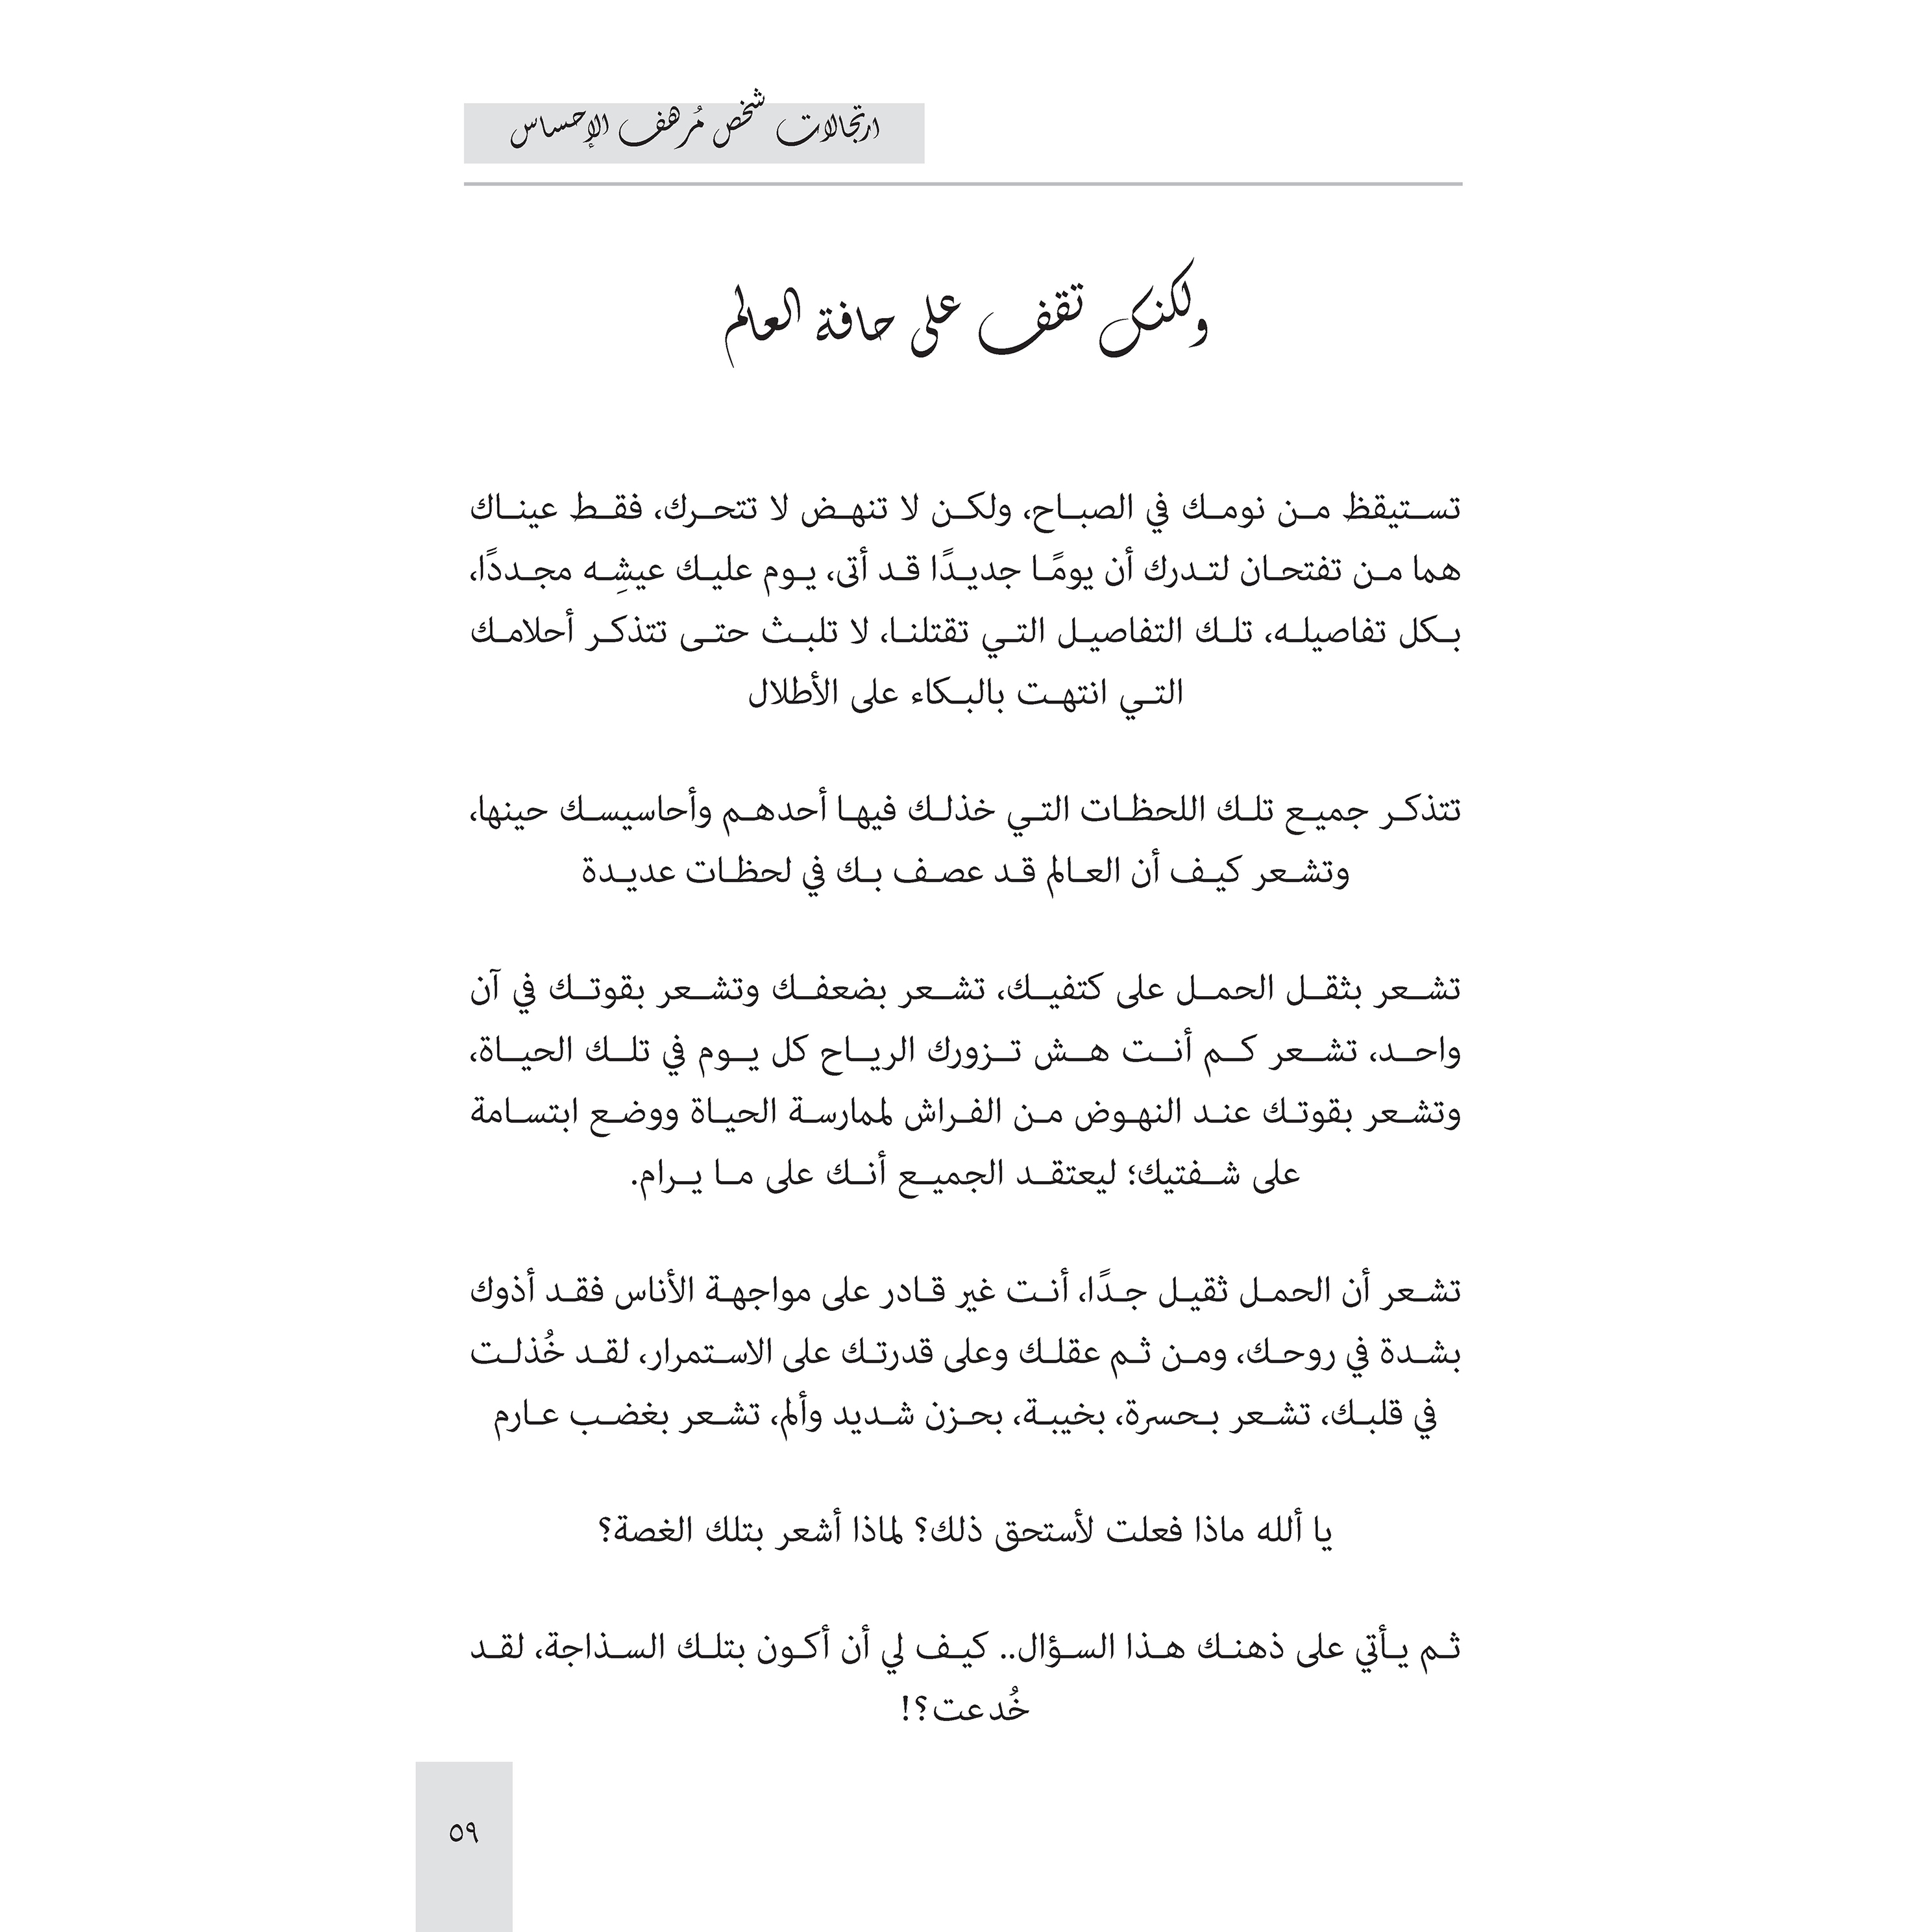 ارتجالات شخص مُرهف الإحساس
ولكنك تقف على حافة العالم
تستيقظ من نومك في الصباح، ولكن لا تنهض لا تتحرك، فقط عيناك
هما من تفتحان لتدرك أن يومًا جديدًا قد أتى، يوم عليك عيشِه مجددًا،
بكل تفاصيله، تلك التفاصيل التي تقتلنا، لا تلبث حتى تتذكر أحلامك
التي انتهت بالبكاء على الأطلال
تتذكر جميع تلك اللحظات التي خذلك فيها أحدهم وأحاسيسك حينها،
وتشعر كيف أن العالم قد عصف بك في لحظات عديدة
تشعر بثقل الحمل على كتفيك، تشعر بضعفك وتشعر بقوتك في آن
واحد، تشعر كم أنت هش تزورك الرياح كل يوم في تلك الحياة،
وتشعر بقوتك عند النهوض من الفراش لممارسة الحياة ووضع ابتسامة
على شفتيك؛ ليعتقد الجميع أنك على ما يرام.
تشعر أن الحمل ثقيل جدًا، أنت غير قادر على مواجهة الأناس فقد أذوك
بشدة في روحك، ومن ثم عقلك وعلى قدرتك على الاستمرار، لقد خُذلت
في قلبك، تشعر بحسرة، بخيبة، بحزن شديد وألم، تشعر بغضب عارم
يا ألله ماذا فعلت لأستحق ذلك؟ لماذا أشعر بتلك الغصة؟
ثم يأتي على ذهنك هذا السؤال.. كيف لي أن أكون بتلك السذاجة، لقد
خُدعت؟!
٥٩